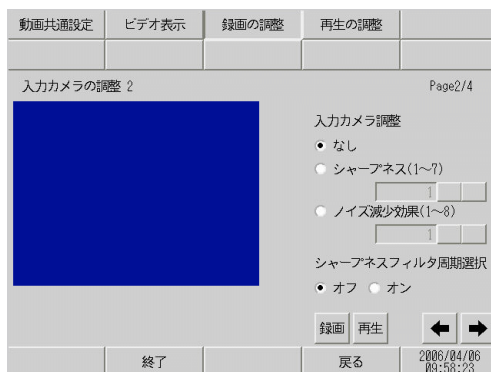 動画共通設定 ビデオ表示 録画の調整 再生の調整
入力カメラの調整 2 Page2/4
入力カメラ調整
なし
シャープネス(1～7)
1
ノイズ減少効果(1～8)
1
シャープネスフィルタ周期選択
オフ オン
録画 再生
終了 戻る 2006/04/06
09:58:23